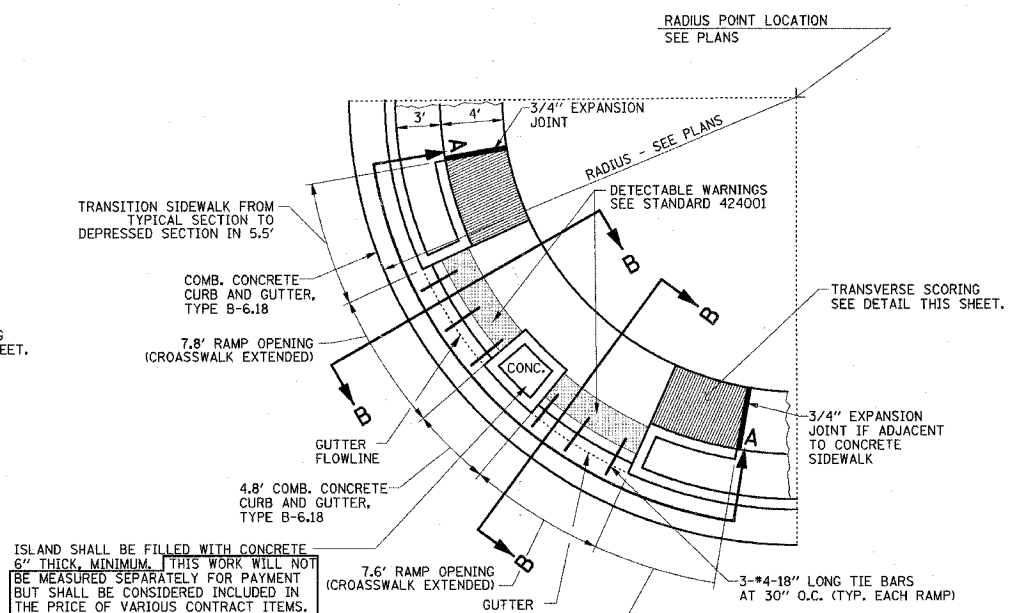 RADIUS POINT LOCATION
SEE PLANS
3/4" EXPANSION
JOINT
3'
4'
A
RADIUS - SEE PLANS
DETECTABLE WARNINGS
SEE STANDARD 424001
TRANSITION SIDEWALK FROM
TYPICAL SECTION TO
DEPRESSED SECTION IN 5.5'
B
COMB. CONCRETE
CURB AND GUTTER,
TYPE B-6.18
B
TRANSVERSE SCORING
SEE DETAIL THIS SHEET.
EET.
7.8' RAMP OPENING
(CROASSWALK EXTENDED)
CONC.
B
3/4" EXPANSION
JOINT IF ADJACENT
TO CONCRETE
SIDEWALK
A
GUTTER
FLOWLINE
4.8' COMB. CONCRETE
CURB AND GUTTER,
TYPE B-6.18
B
ISLAND SHALL BE FILLED WITH CONCRETE
6" THICK, MINIMUM. THIS WORK WILL NOT
BE MEASURED SEPARATELY FOR PAYMENT
BUT SHALL BE CONSIDERED INCLUDED IN
THE PRICE OF VARIOUS CONTRACT ITEMS.
7.6' RAMP OPENING
(CROASSWALK EXTENDED)
GUTTER
3-#4-18" LONG TIE BARS
AT 30" O.C. (TYP. EACH RAMP)